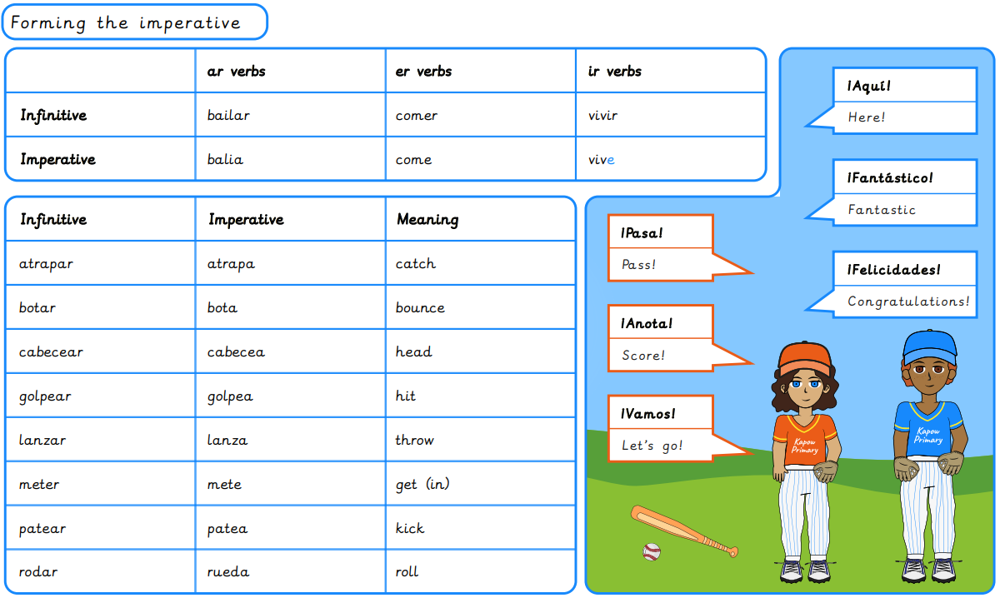 Forming the imperative
ar verbs er verbs ir verbs
Infinitive bailar comer vivir
Imperative balia come vive
Infinitive Imperative Meaning
atrapar atrapa catch
botar bota bounce
cabecear cabecea head
golpear golpea hit
lanzar lanza throw
meter mete get (in)
patear patea kick
rodar rueda roll
¡Aquí!
Here!
¡Fantástico!
Fantastic
¡Felicidades!
Congratulations!
¡Pasa!
Pass!
¡Anota!
Score!
¡Vamos!
Let's go!
Kapow
Primary
Kapow
Primary